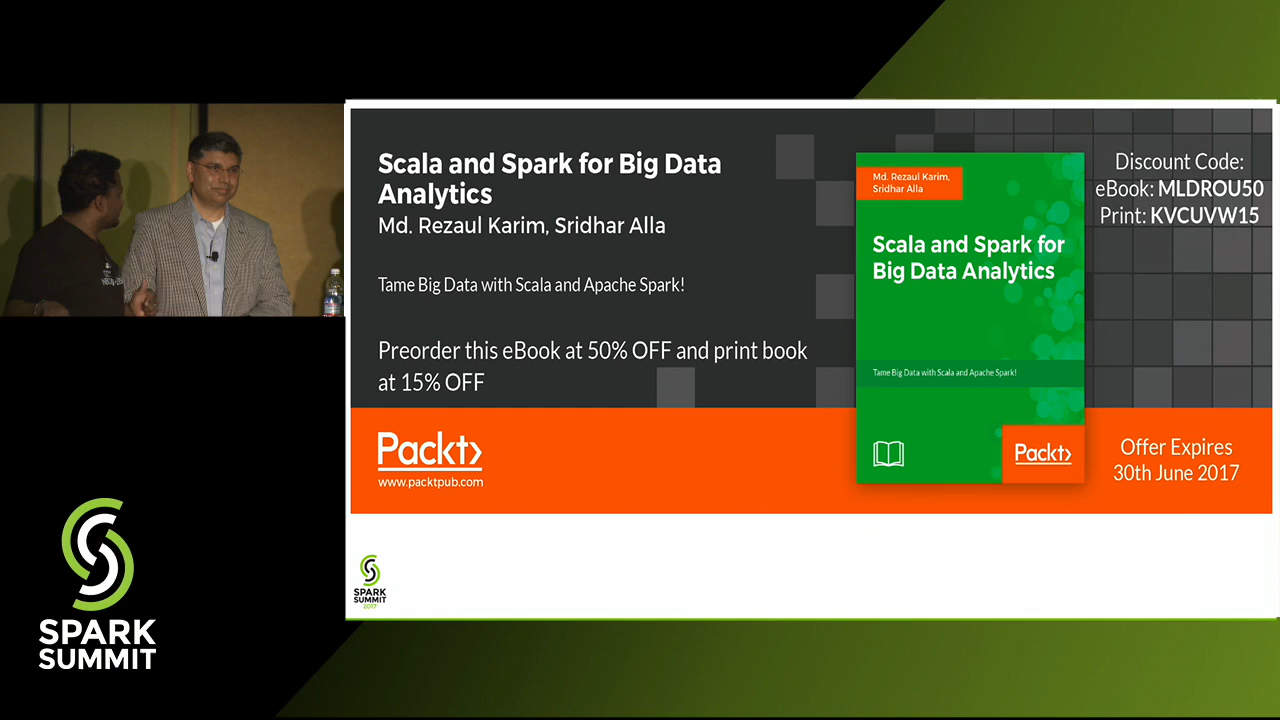 Scala and Spark for Big Data
Analytics
Md. Rezaul Karim, Sridhar Alla
Tame Big Data with Scala and Apache Spark!
Preorder this eBook at 50% OFF and print book
at 15% OFF
Packt>
www.packtpub.com
Md. Rezaul Karim,
Sridhar Alla
Scala and Spark for
Big Data Analytics
Tame Big Data with Scala and Apache Spark!
Packt>
Discount Code:
eBook: MLDROU50
Print: KVCUVW15
Offer Expires
30th June 2017
SPARK
SUMMIT
2017
SPARK
SUMMIT